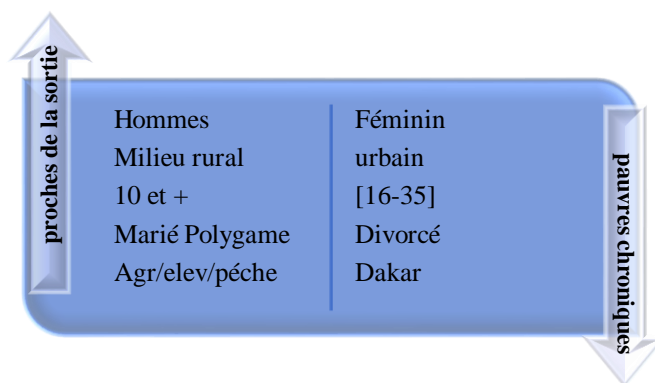 proches de la sortie
Hommes
Milieu rural
10 et +
Marié Polygame
Agr/elev/péche
Féminin
urbain
[16-35]
Divorcé
Dakar
pauvres chroniques